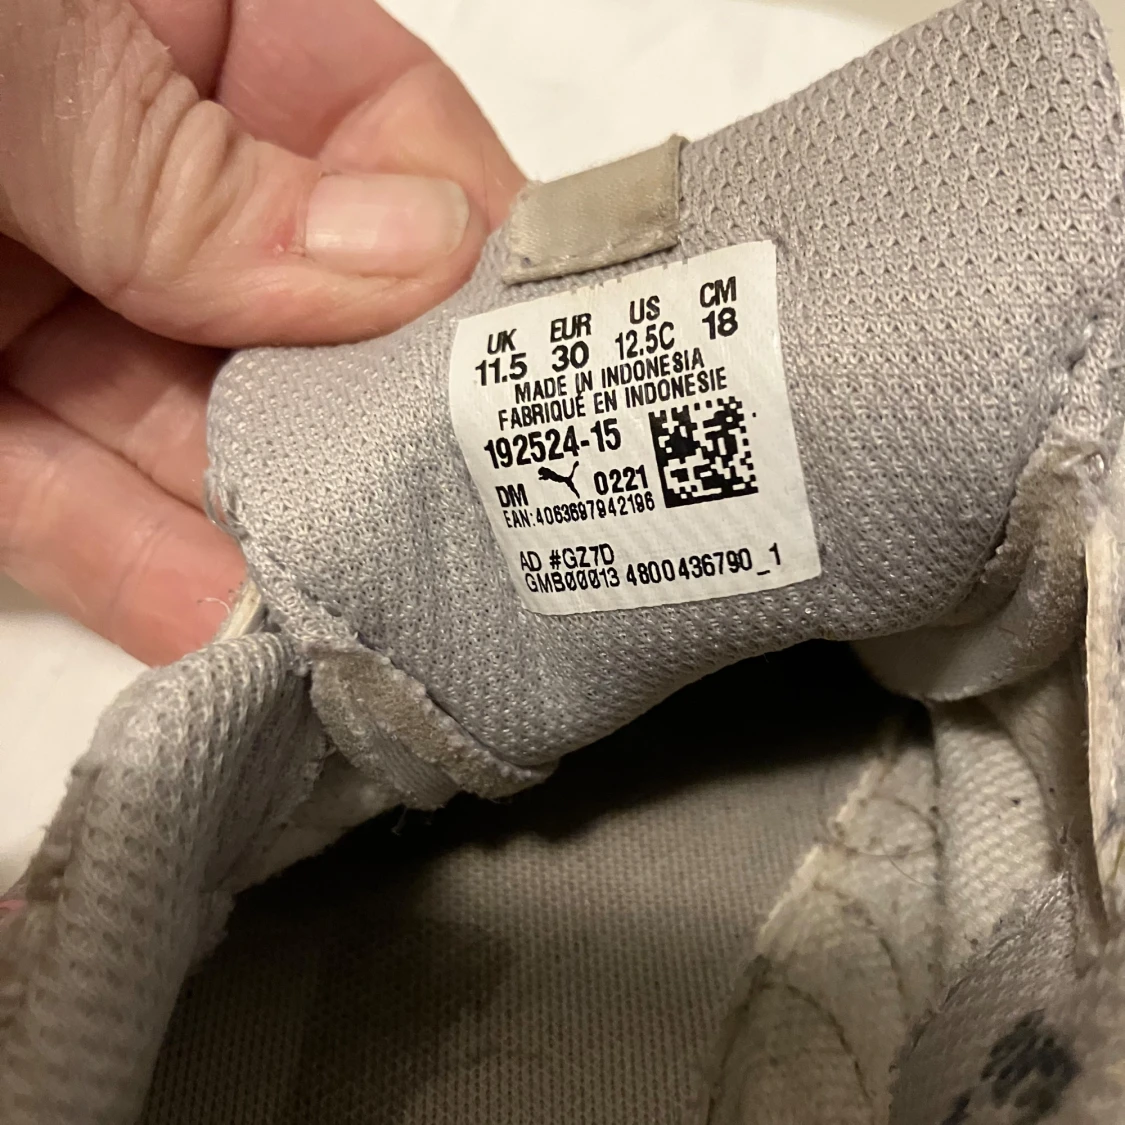 UK EUR US CM
11.5 30 12.5C 18
MADE IN INDONESIA
FABRIQUÉ EN INDONESIE
192524-15
DM 0221
EAN:4063697942196
AD #GZ7D
GMB00013 4800436790_1